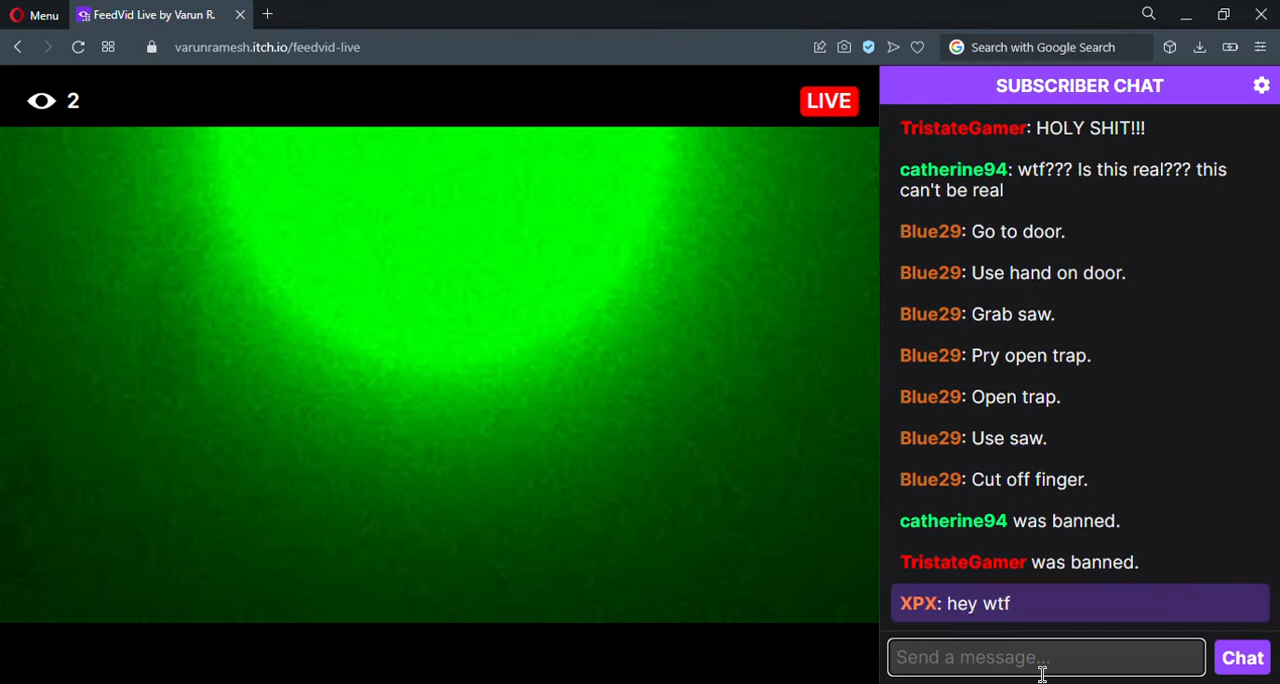 Menu
FeedVid Live by Varun R.
varunramesh.itch.io/feedvid-live
Search with Google Search
2
LIVE
SUBSCRIBER CHAT
TristateGamer: HOLY SHIT!!!
catherine94: wtf??? Is this real??? this
can't be real
Blue29: Go to door.
Blue29: Use hand on door.
Blue29: Grab saw.
Blue29: Pry open trap.
Blue29: Open trap.
Blue29: Use saw.
Blue29: Cut off finger.
catherine94 was banned.
TristateGamer was banned.
XPX: hey wtf
Send a message...
Chat